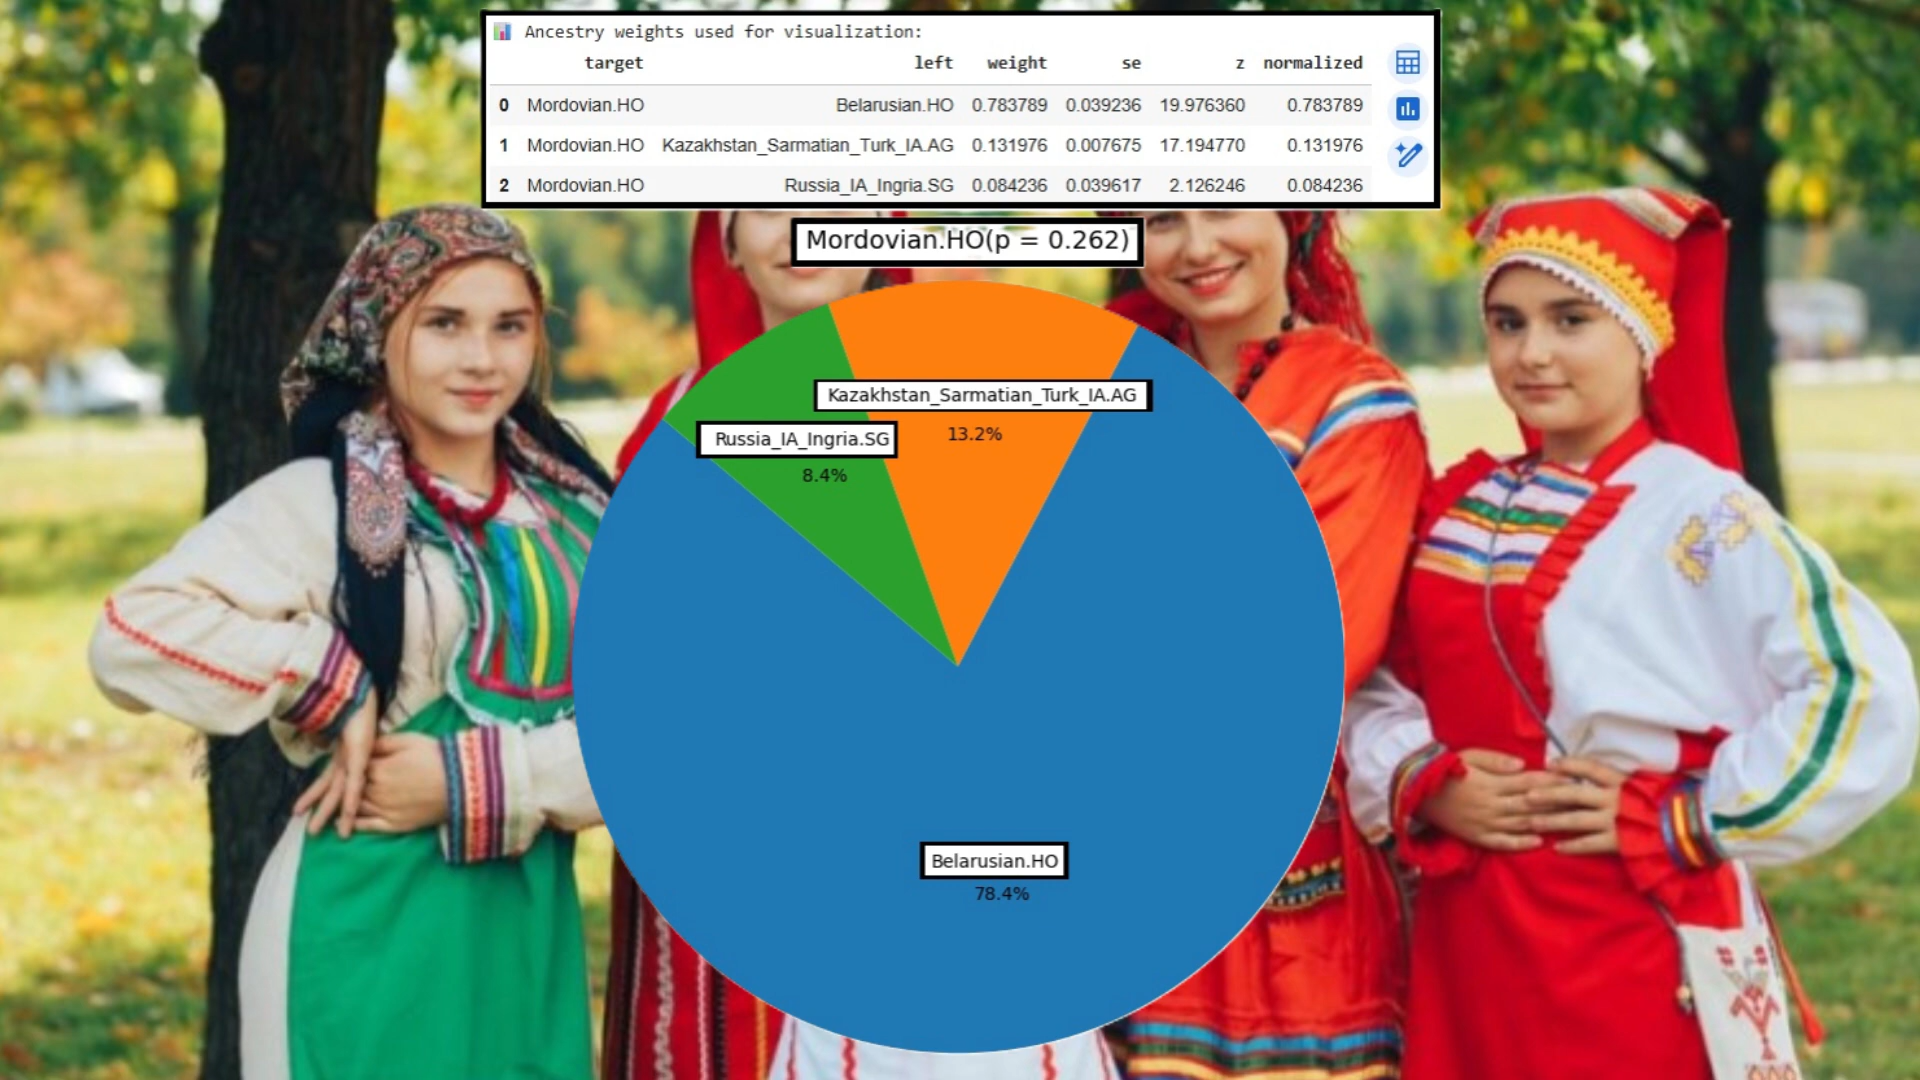 Ancestry weights used for visualization:
target left weight se z normalized
0 Mordovian.HO Belarusian.HO 0.783789 0.039236 19.976360 0.783789
1 Mordovian.HO Kazakhstan_Sarmatian_Turk_IA.AG 0.131976 0.007675 17.194770 0.131976
2 Mordovian.HO Russia_IA_Ingria.SG 0.084236 0.039617 2.126246 0.084236
Mordovian.HO(p = 0.262)
Kazakhstan_Sarmatian_Turk_IA.AG
13.2%
Russia_IA_Ingria.SG
8.4%
Belarusian.HO
78.4%